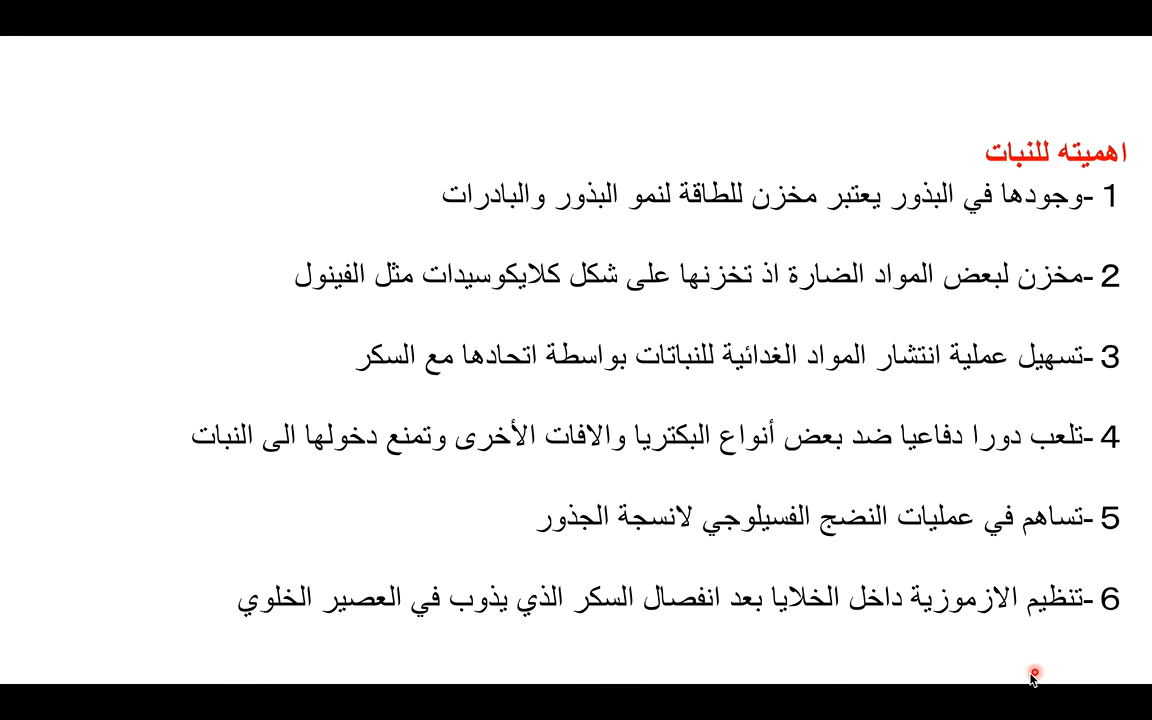 اهميته للنبات
1 -وجودها في البذور يعتبر مخزن للطاقة لنمو البذور والبادرات
2 -مخزن لبعض المواد الضارة اذ تخزنها على شكل كلايكوسيدات مثل الفينول
3 -تسهيل عملية انتشار المواد الغدائية للنباتات بواسطة اتحادها مع السكر
4 -تلعب دورا دفاعيا ضد بعض أنواع البكتريا والافات الأخرى وتمنع دخولها الى النبات
5 -تساهم في عمليات النضج الفسيلوجي لانسجة الجذور
6 -تنظيم الازموزية داخل الخلايا بعد انفصال السكر الذي يذوب في العصير الخلوي